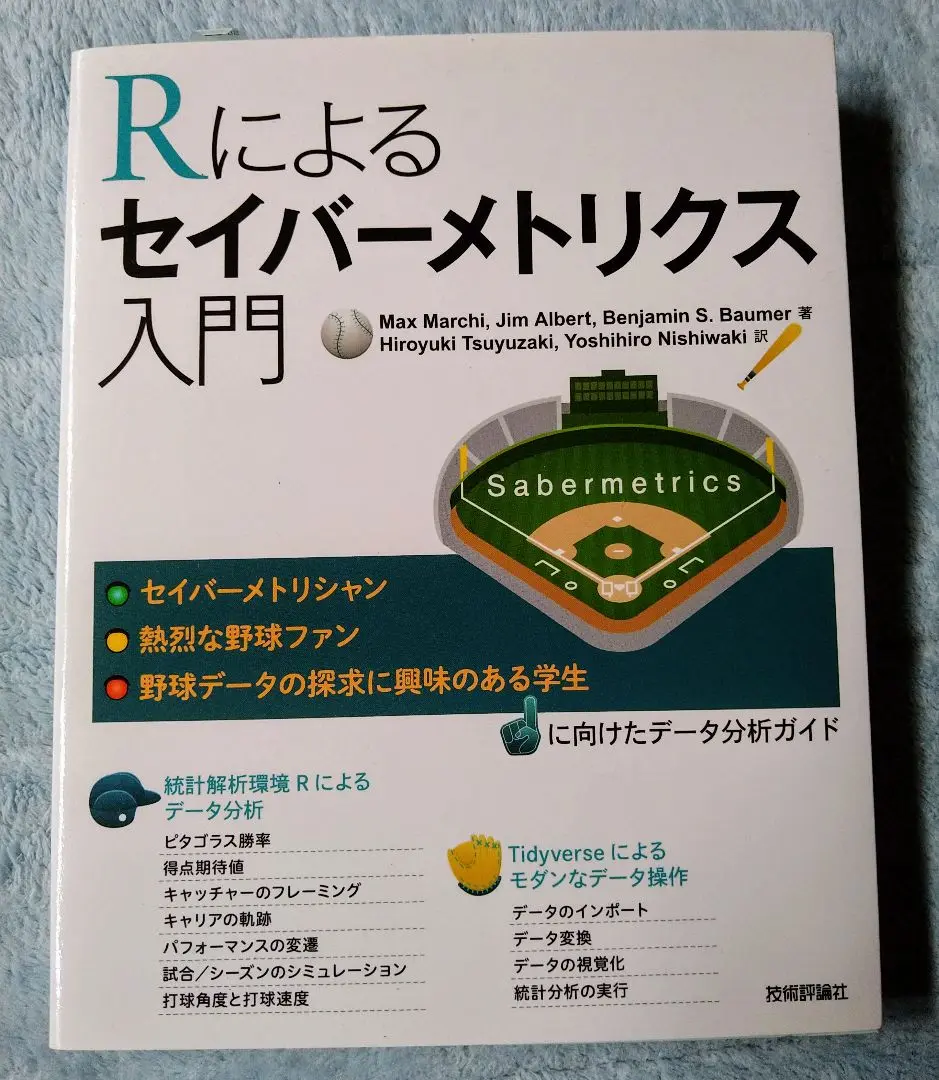 Rによる
セイバーメトリクス
入門
Max Marchi, Jim Albert, Benjamin S. Baumer 著
Hiroyuki Tsuyuzaki, Yoshihiro Nishiwaki 訳
Sabermetrics
セイバーメトリシャン
熱烈な野球ファン
野球データの探求に興味のある学生
に向けたデータ分析ガイド
統計解析環境 R による
データ分析
ピタゴラス勝率
得点期待値
キャッチャーのフレーミング
キャリアの軌跡
パフォーマンスの変遷
試合/シーズンのシミュレーション
打球角度と打球速度
Tidyverse による
モダンなデータ操作
データのインポート
データ変換
データの視覚化
統計分析の実行
技術評論社